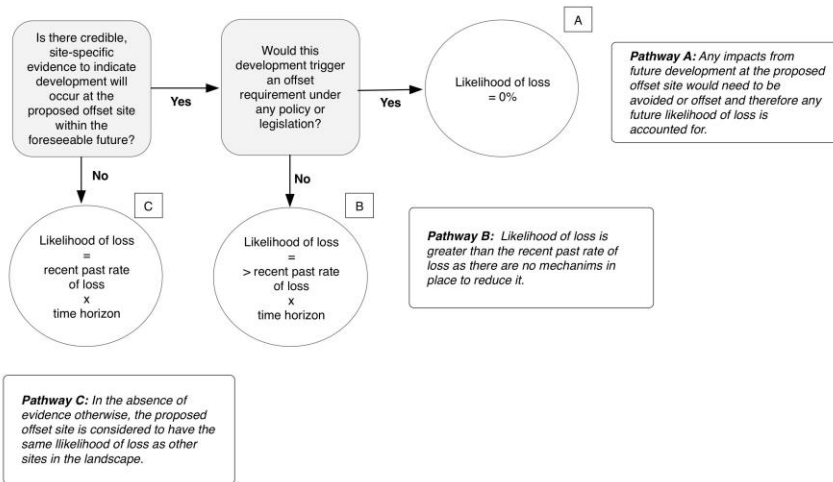 Is there credible,
site-specific
evidence to indicate
development will
occur at the
proposed offset site
within the
foreseeable future?
Yes
Would this
development trigger
an offset
requirement under
any policy or
legislation?
Yes
A
Likelihood of loss
= 0%
Pathway A: Any impacts from
future development at the proposed
offset site would need to be
avoided or offset and therefore any
future likelihood of loss is
accounted for.
No
No
C
Likelihood of loss
=
recent past rate
of loss
x
time horizon
B
Likelihood of loss
=
> recent past rate
of loss
x
time horizon
Pathway B: Likelihood of loss is
greater than the recent past rate of
loss as there are no mechanims in
place to reduce it.
Pathway C: In the absence of
evidence otherwise, the proposed
offset site is considered to have the
same llikelihood of loss as other
sites in the landscape.